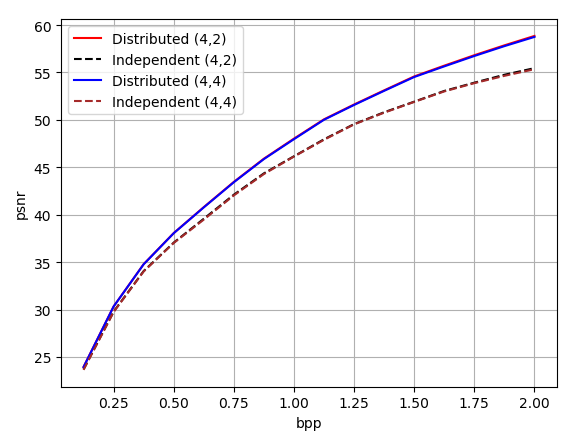 60
55
50
45
40
35
30
25
psnr
Distributed (4,2)
Independent (4,2)
Distributed (4,4)
Independent (4,4)
0.25 0.50 0.75 1.00 1.25 1.50 1.75 2.00
bpp